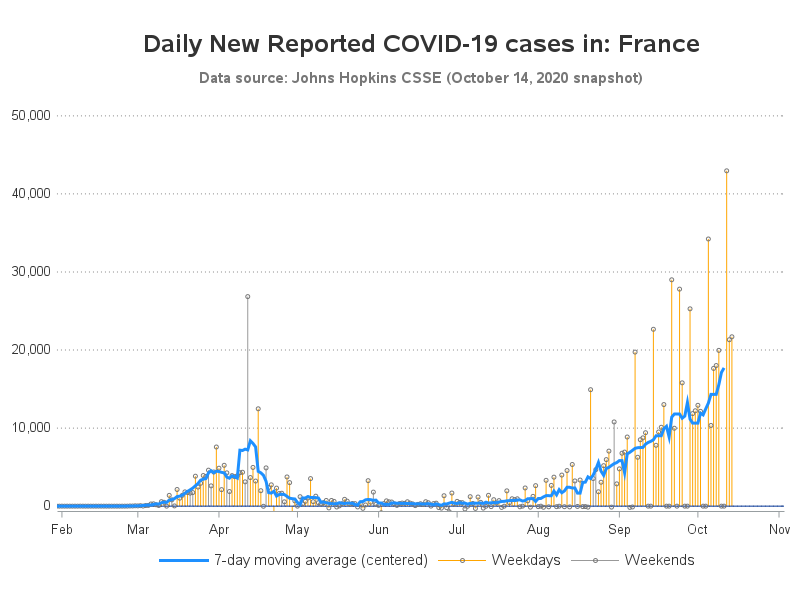 Daily New Reported COVID-19 cases in: France
Data source: Johns Hopkins CSSE (October 14, 2020 snapshot)
50,000
40,000
30,000
20,000
10,000
0
Feb Mar Apr May Jun Jul Aug Sep Oct Nov
7-day moving average (centered) Weekdays Weekends